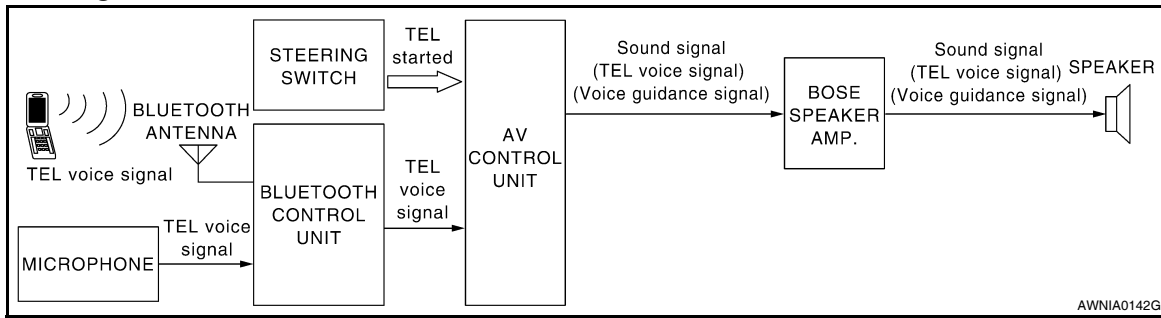 STEERING
SWITCH
TEL
started
BLUETOOTH
ANTENNA
TEL voice signal
MICROPHONE
TEL voice
signal
BLUETOOTH
CONTROL
UNIT
TEL
voice
signal
AV
CONTROL
UNIT
Sound signal
(TEL voice signal)
(Voice guidance signal)
BOSE
SPEAKER
AMP.
Sound signal
(TEL voice signal)
(Voice guidance signal)
SPEAKER
AWNIA0142G